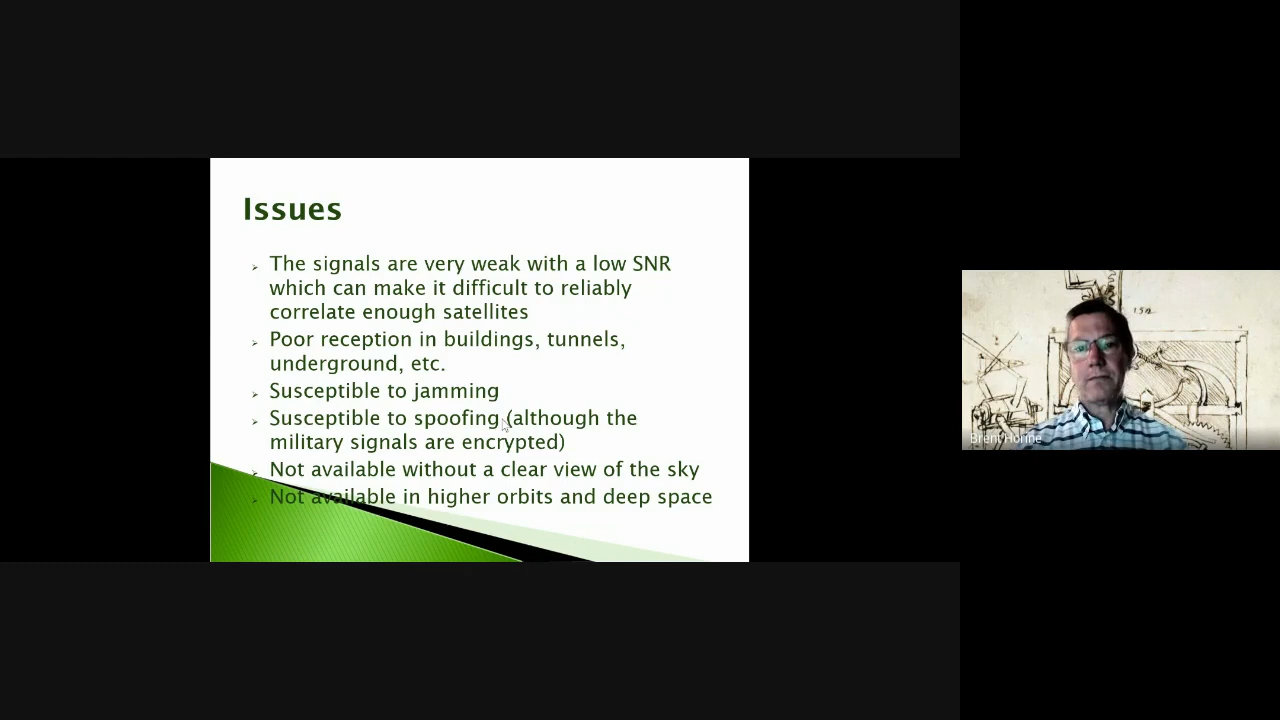 Issues
The signals are very weak with a low SNR
which can make it difficult to reliably
correlate enough satellites
Poor reception in buildings, tunnels,
underground, etc.
Susceptible to jamming
Susceptible to spoofing (although the
military signals are encrypted)
Not available without a clear view of the sky
Not available in higher orbits and deep space
Brent Horine